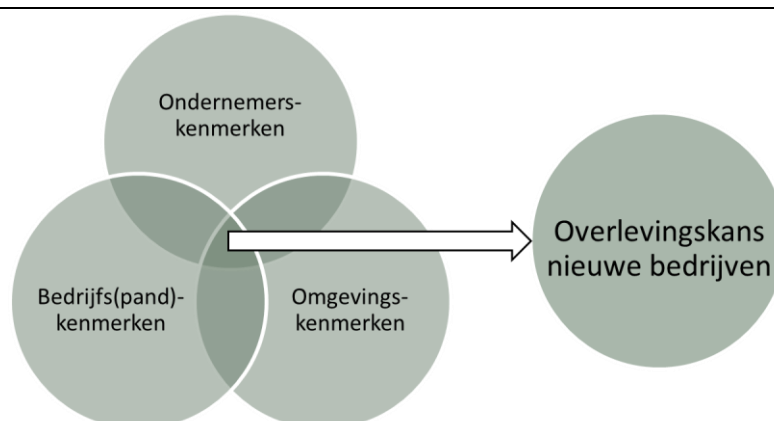 Ondernemers-
kenmerken
Bedrijfs(pand)-
kenmerken
Omgevings-
kenmerken
Overlevingskans
nieuwe bedrijven